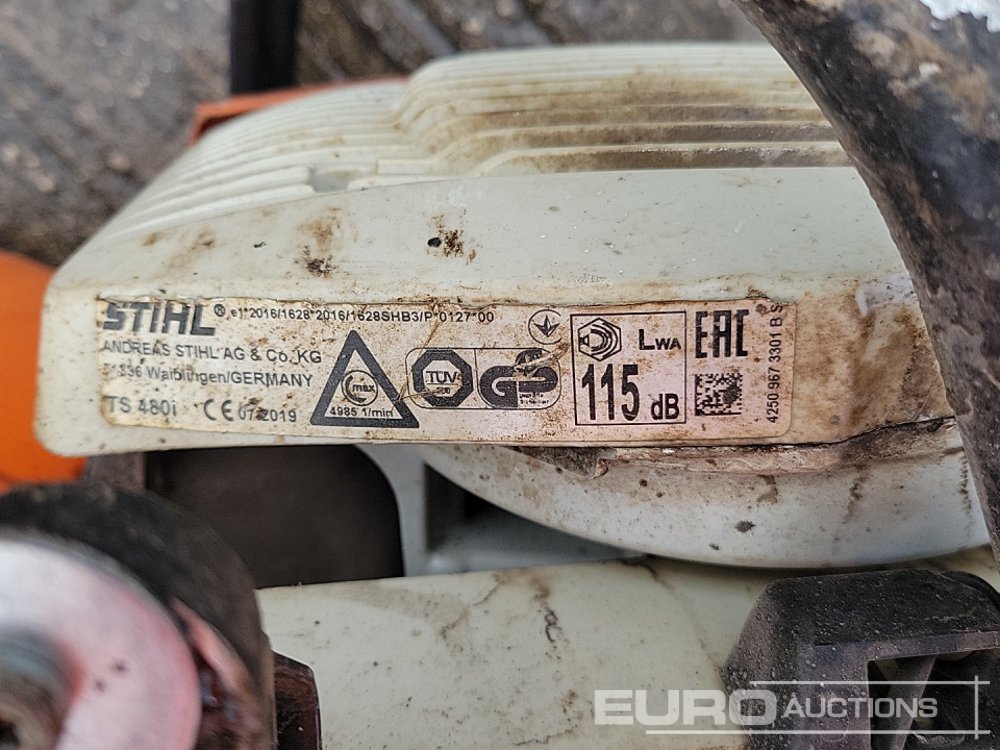 STIHL ® e1*2016/1628*2016/1628SHB3/P*0127*00
ANDREAS STIHL AG & Co. KG
336 Waiblingen/GERMANY
TS 480i CE 07.2019
max
4985 1/min
TÜV
GS
LWA
115 dB
EAC
4250 967 3301 B S
EURO AUCTIONS